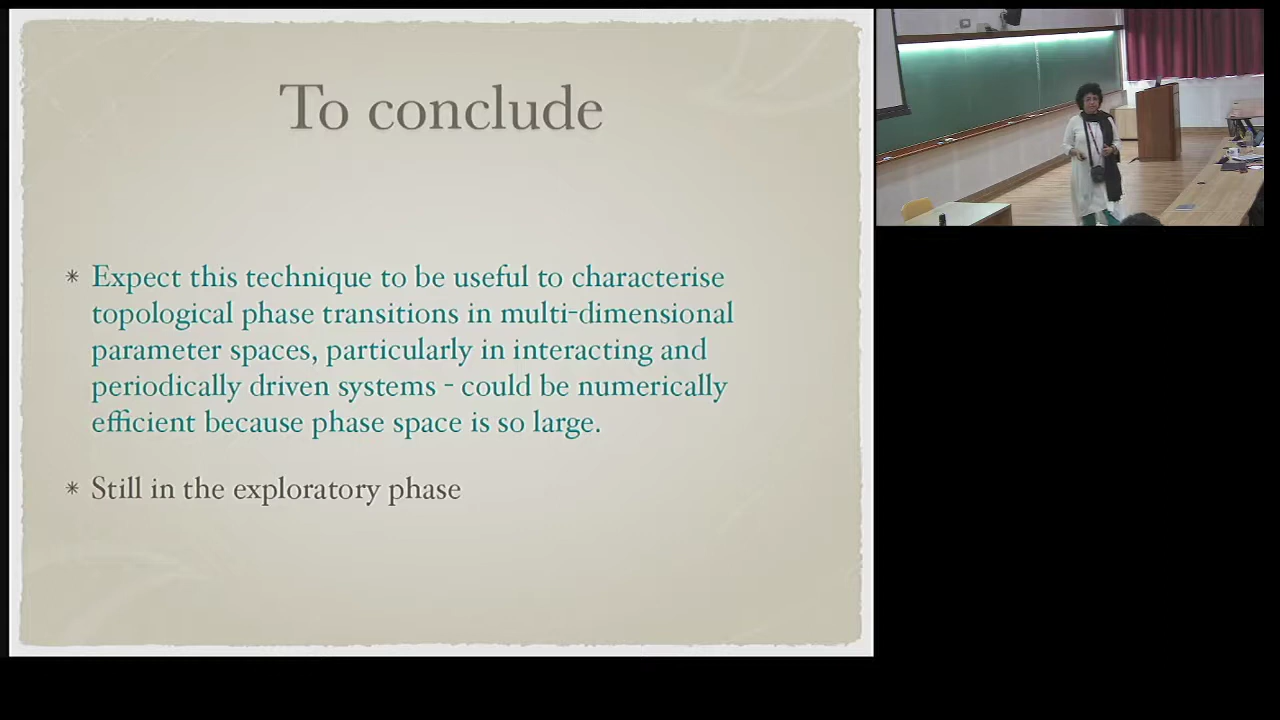 To conclude
* Expect this technique to be useful to characterise
topological phase transitions in multi-dimensional
parameter spaces, particularly in interacting and
periodically driven systems - could be numerically
efficient because phase space is so large.
* Still in the exploratory phase